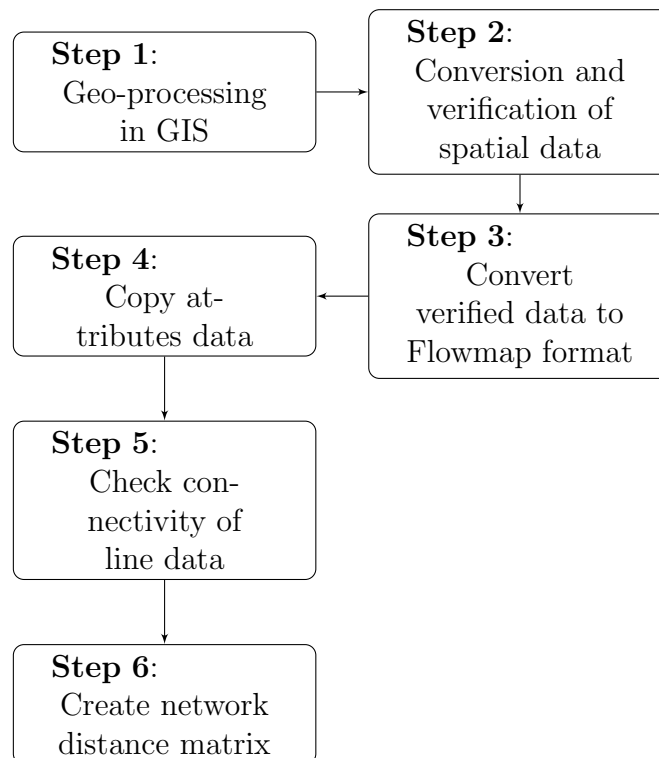 Step 1:
Geo-processing
in GIS
Step 2:
Conversion and
verification of
spatial data
Step 3:
Convert
verified data to
Flowmap format
Step 4:
Copy at-
tributes data
Step 5:
Check con-
nectivity of
line data
Step 6:
Create network
distance matrix